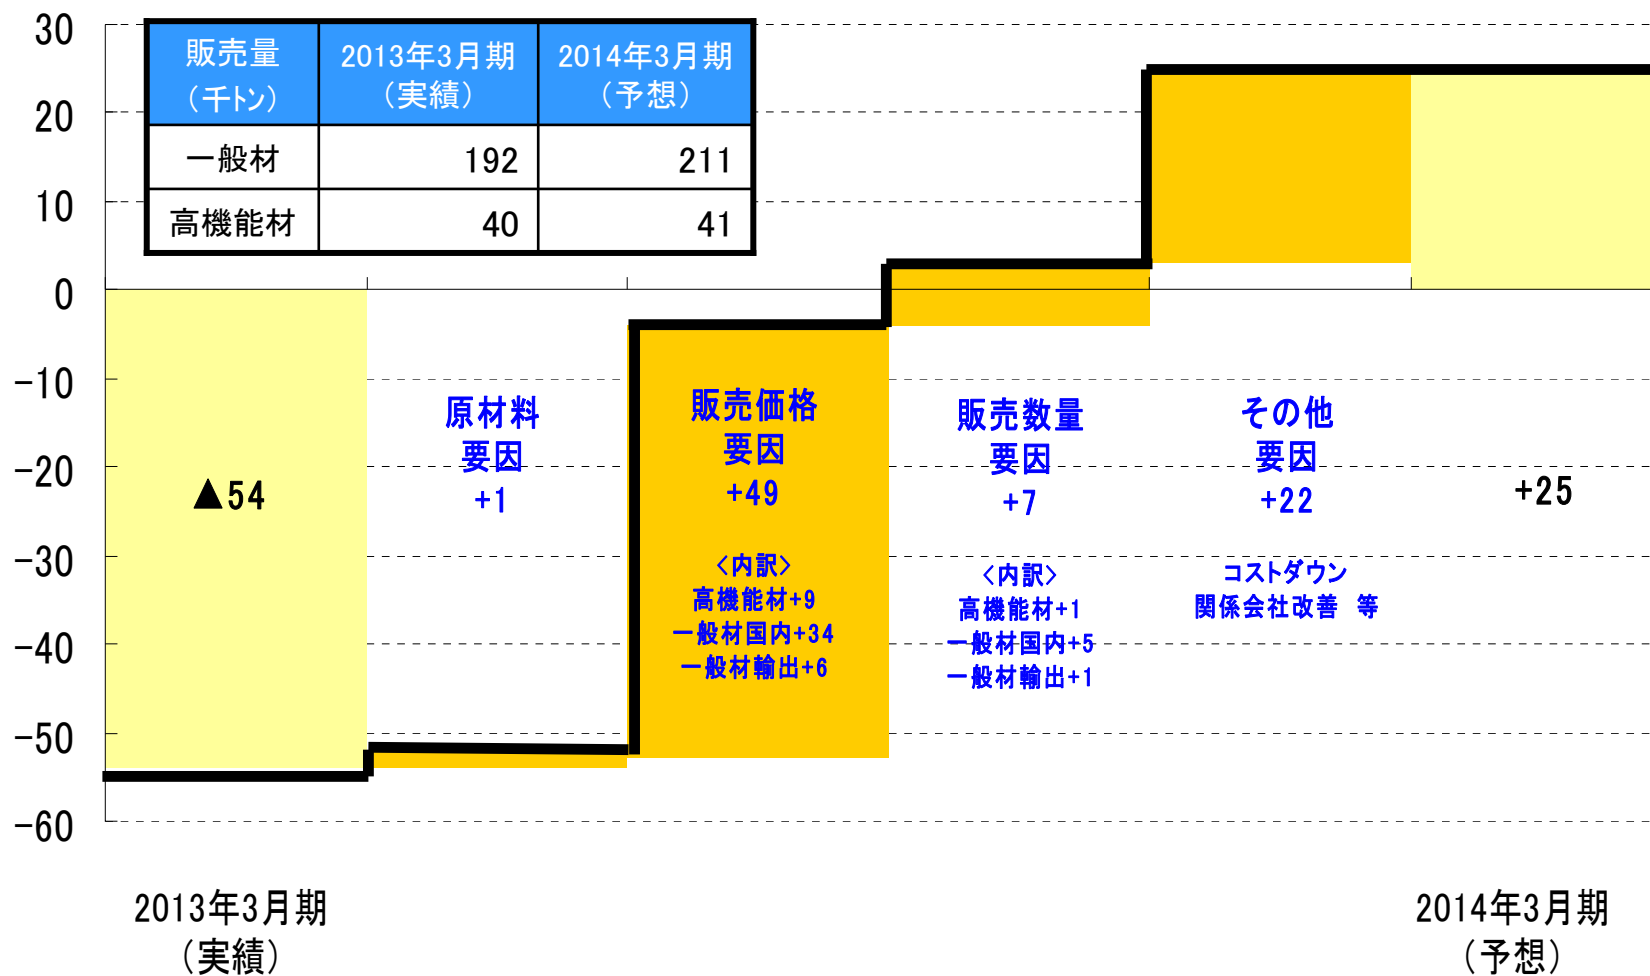 30
20
10
0
-10
-20
-30
-40
-50
-60
販売量
（千トン）
2013年3月期
（実績）
2014年3月期
（予想）
一般材 192 211
高機能材 40 41
▲54
原材料
要因
+1
販売価格
要因
+49
〈内訳〉
高機能材+9
一般材国内+34
一般材輸出+6
販売数量
要因
+7
〈内訳〉
高機能材+1
一般材国内+5
一般材輸出+1
その他
要因
+22
コストダウン
関係会社改善　等
+25
2013年3月期
（実績）
2014年3月期
（予想）